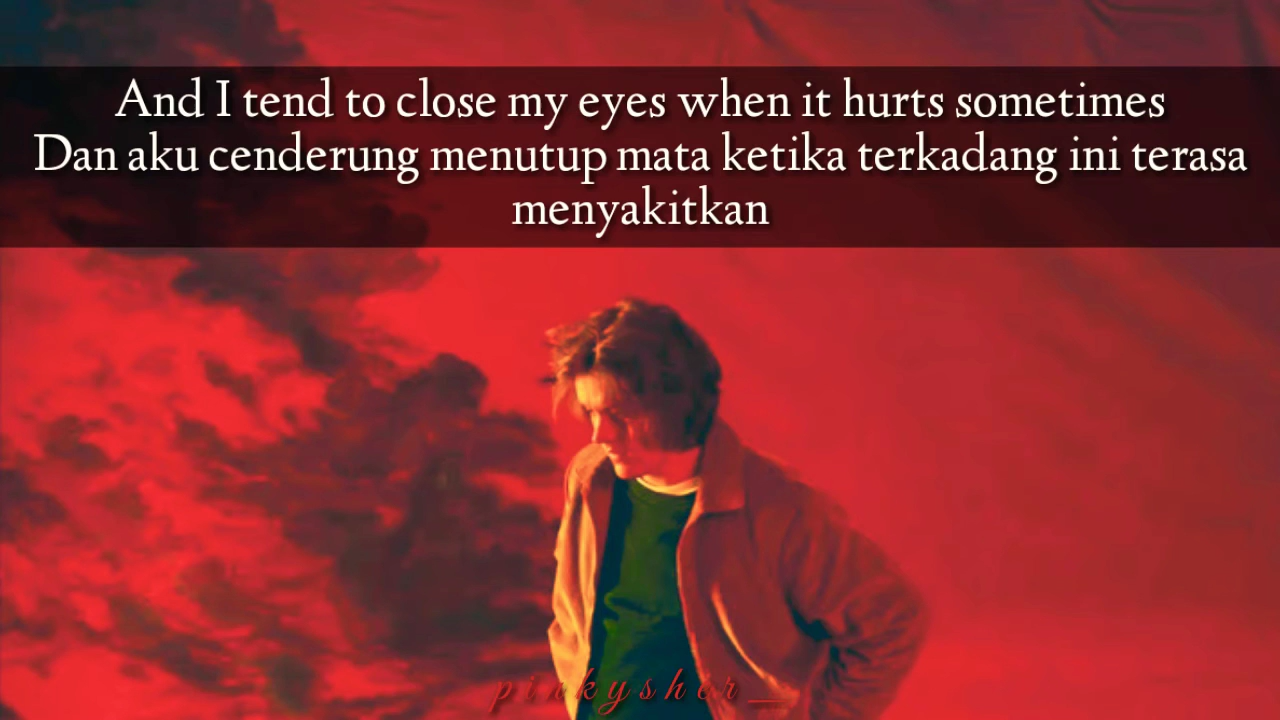 And I tend to close my eyes when it hurts sometimes
Dan aku cenderung menutup mata ketika terkadang ini terasa
menyakitkan
pinkysher__